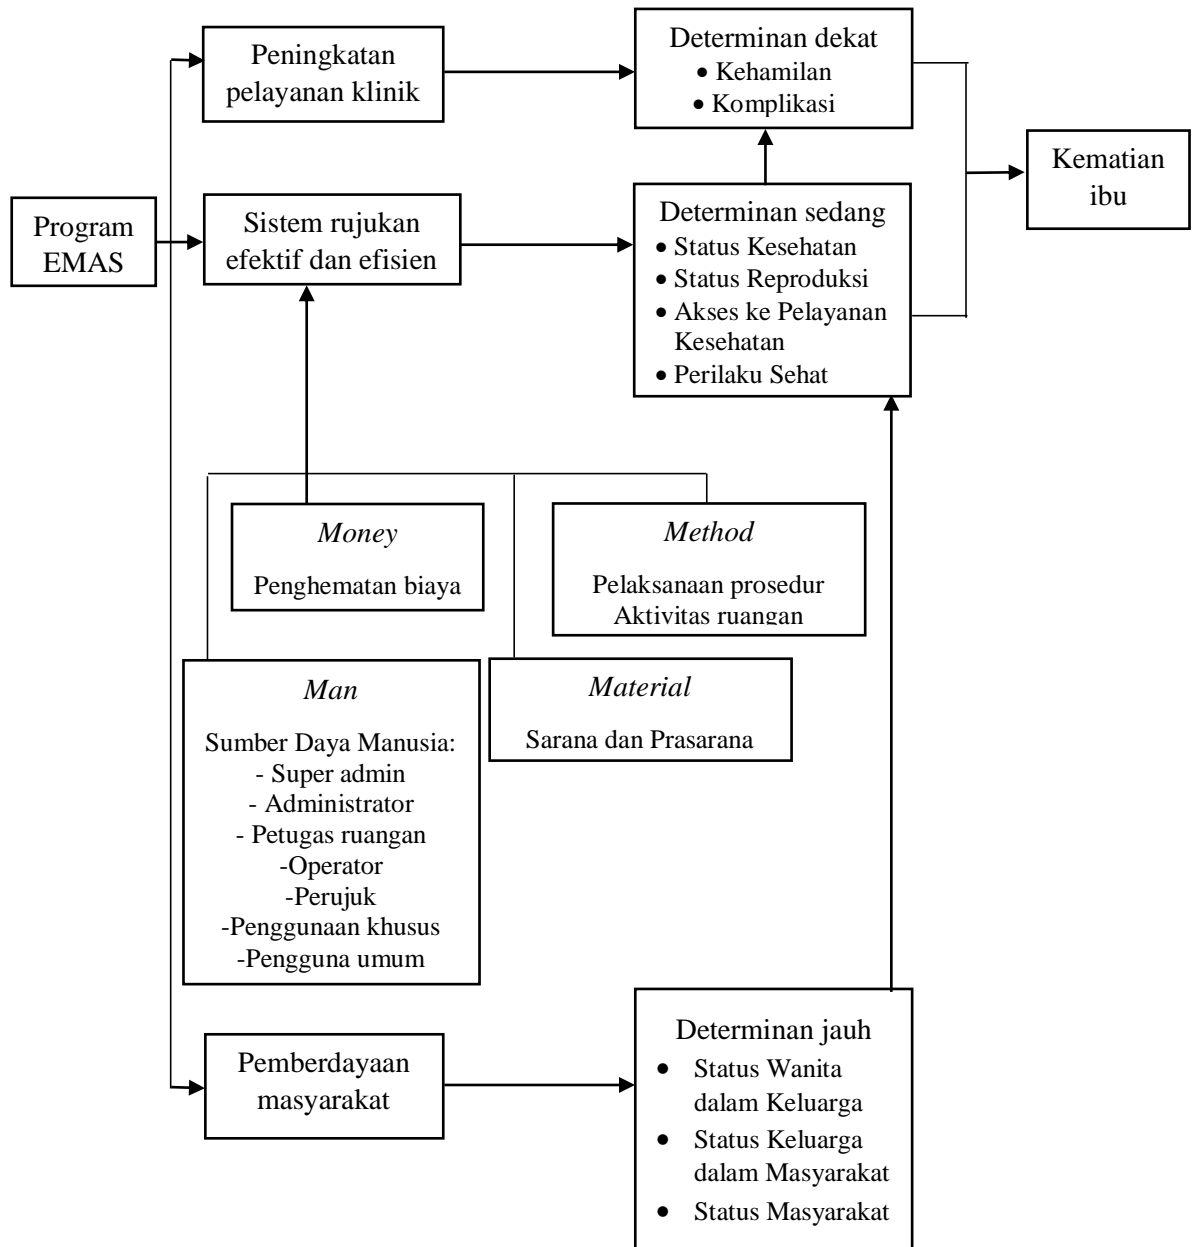 Peningkatan
pelayanan klinik
Determinan dekat
• Kehamilan
• Komplikasi
Kematian
ibu
Program
EMAS
Sistem rujukan
efektif dan efisien
Determinan sedang
• Status Kesehatan
• Status Reproduksi
• Akses ke Pelayanan
Kesehatan
• Perilaku Sehat
Money
Penghematan biaya
Method
Pelaksanaan prosedur
Aktivitas ruangan
Man
Sumber Daya Manusia:
- Super admin
- Administrator
- Petugas ruangan
-Operator
-Perujuk
-Penggunaan khusus
-Pengguna umum
Material
Sarana dan Prasarana
Pemberdayaan
masyarakat
Determinan jauh
• Status Wanita
dalam Keluarga
• Status Keluarga
dalam Masyarakat
• Status Masyarakat